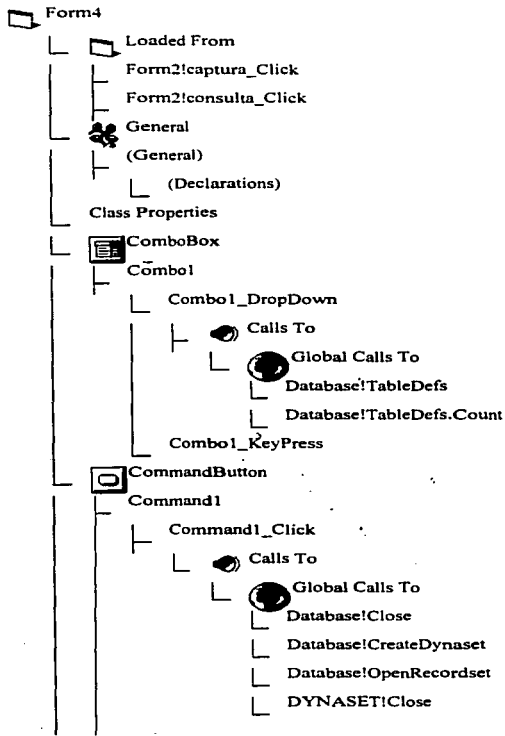 Form4
Loaded From
Form2!captura_Click
Form2!consulta_Click
General
(General)
(Declarations)
Class Properties
ComboBox
Combo1
Combo1_DropDown
Calls To
Global Calls To
Database!TableDefs
Database!TableDefs.Count
Combo1_KeyPress
CommandButton
Command1
Command1_Click
Calls To
Global Calls To
Database!Close
Database!CreateDynaset
Database!OpenRecordset
DYNASET!Close